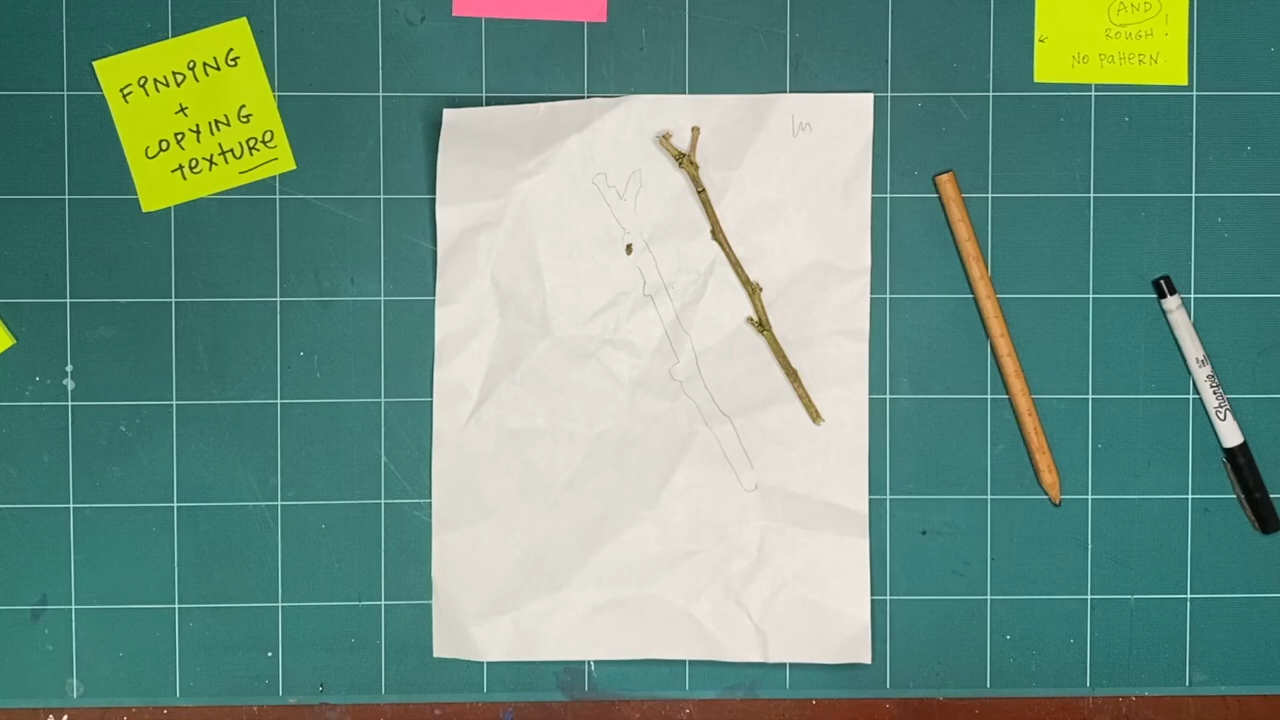 FINDING
+
COPYING
texture
AND
ROUGH!
NO pattern.
Sharpie